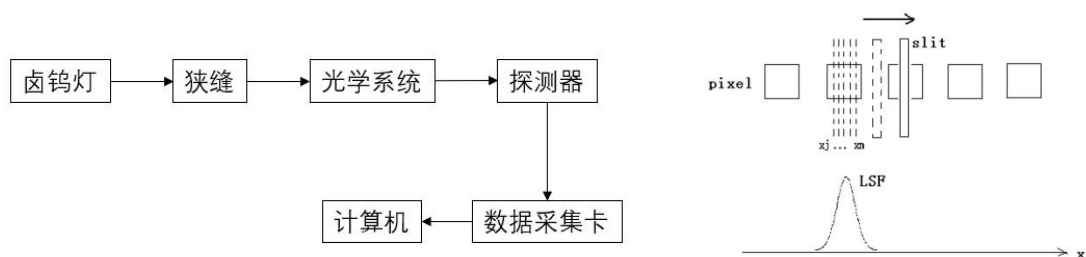 卤钨灯
狭缝
光学系统
探测器
计算机
数据采集卡
slit
pixel
xj ... xn
LSF
x